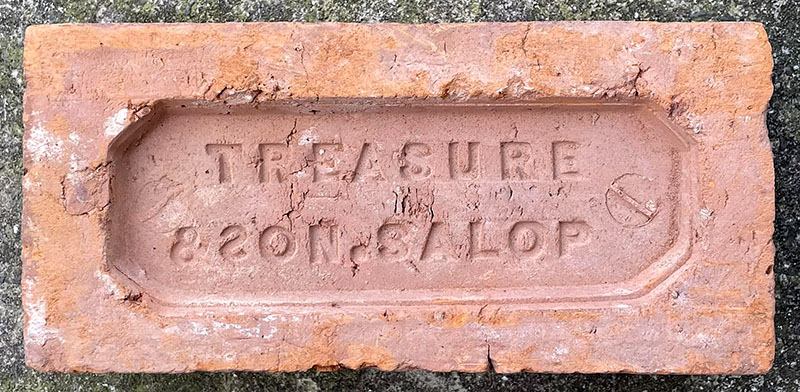 TREASURE
& SON. SALOP